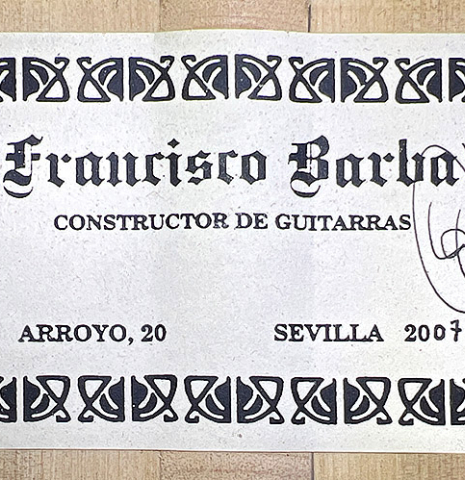 Francisco Barba
CONSTRUCTOR DE GUITARRAS
ARROYO, 20 SEVILLA 2007